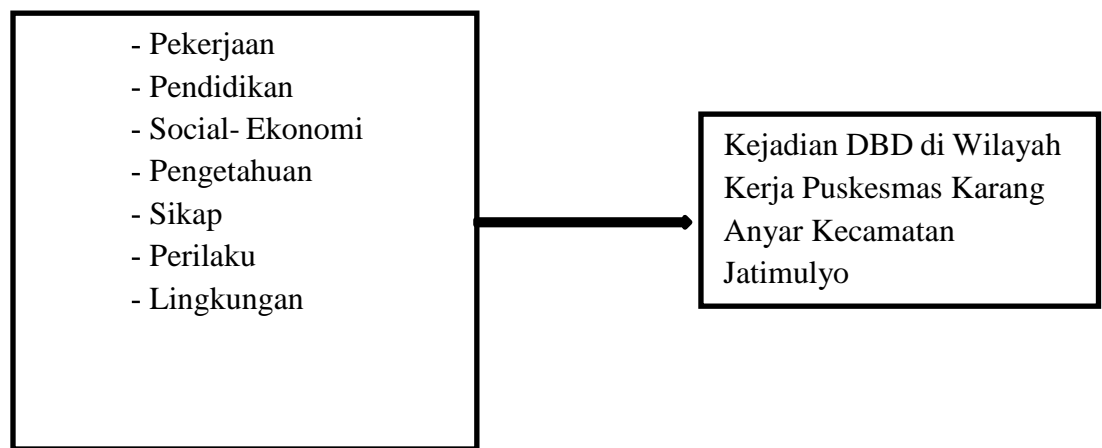 - Pekerjaan
- Pendidikan
- Social- Ekonomi
- Pengetahuan
- Sikap
- Perilaku
- Lingkungan
Kejadian DBD di Wilayah
Kerja Puskesmas Karang
Anyar Kecamatan
Jatimulyo